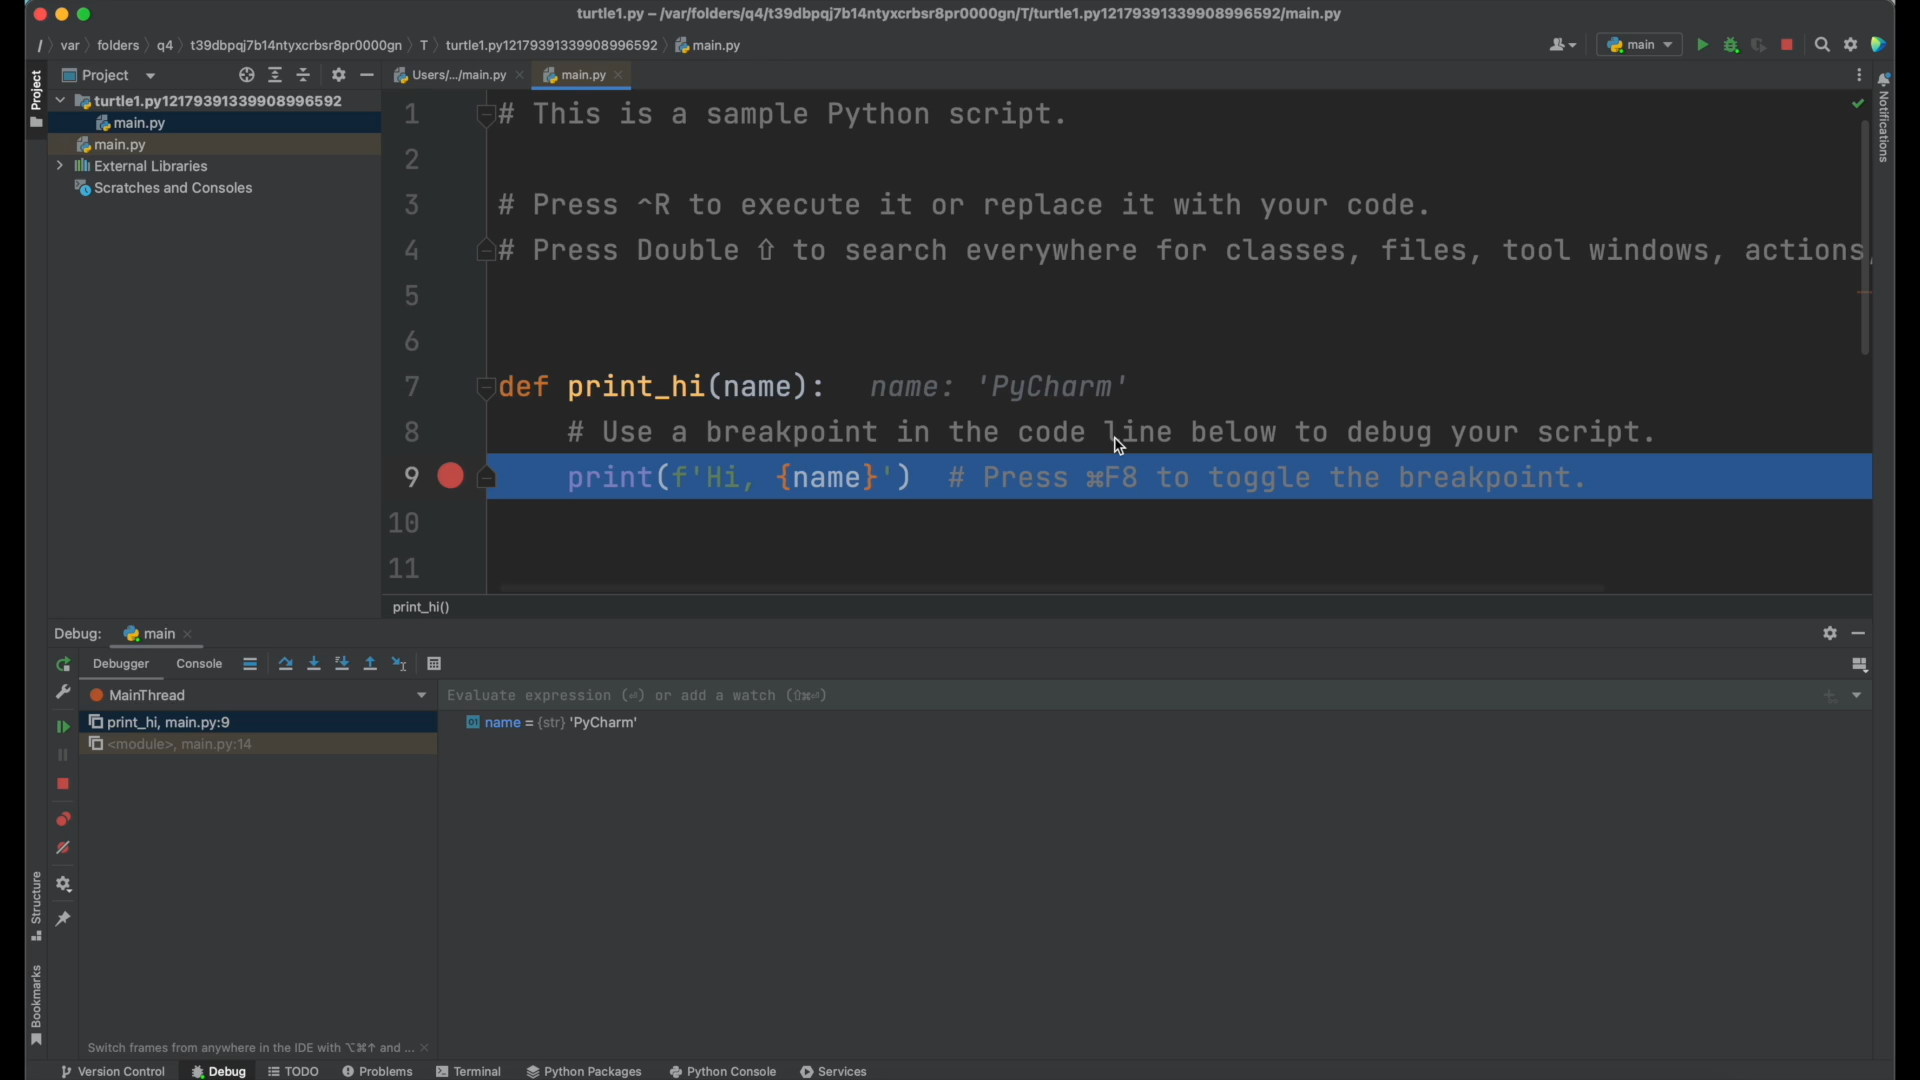 turtle1.py – /var/folders/q4/t39dbpqj7b14ntyxcrbsr8pr0000gn/T/turtle1.py12179391339908996592/main.py
/ var folders q4 t39dbpqj7b14ntyxcrbsr8pr0000gn T turtle1.py12179391339908996592 main.py
main
Project
Project
Users/.../main.py
main.py
Notifications
turtle1.py12179391339908996592
main.py
main.py
External Libraries
Scratches and Consoles
1 # This is a sample Python script.
2
3 # Press ^R to execute it or replace it with your code.
4 # Press Double ⇧ to search everywhere for classes, files, tool windows, actions,
5
6
7 def print_hi(name): name: 'PyCharm'
8 # Use a breakpoint in the code line below to debug your script.
9 print(f'Hi, {name}') # Press ⌘F8 to toggle the breakpoint.
10
11
print_hi()
Debug: main
Debugger Console
MainThread
Evaluate expression (⏎) or add a watch (⇧⌘⏎)
print_hi, main.py:9
name = {str} 'PyCharm'
<module>, main.py:14
Structure
Bookmarks
Switch frames from anywhere in the IDE with ⌥⌘↑ and ...
Version Control Debug TODO Problems Terminal Python Packages Python Console Services